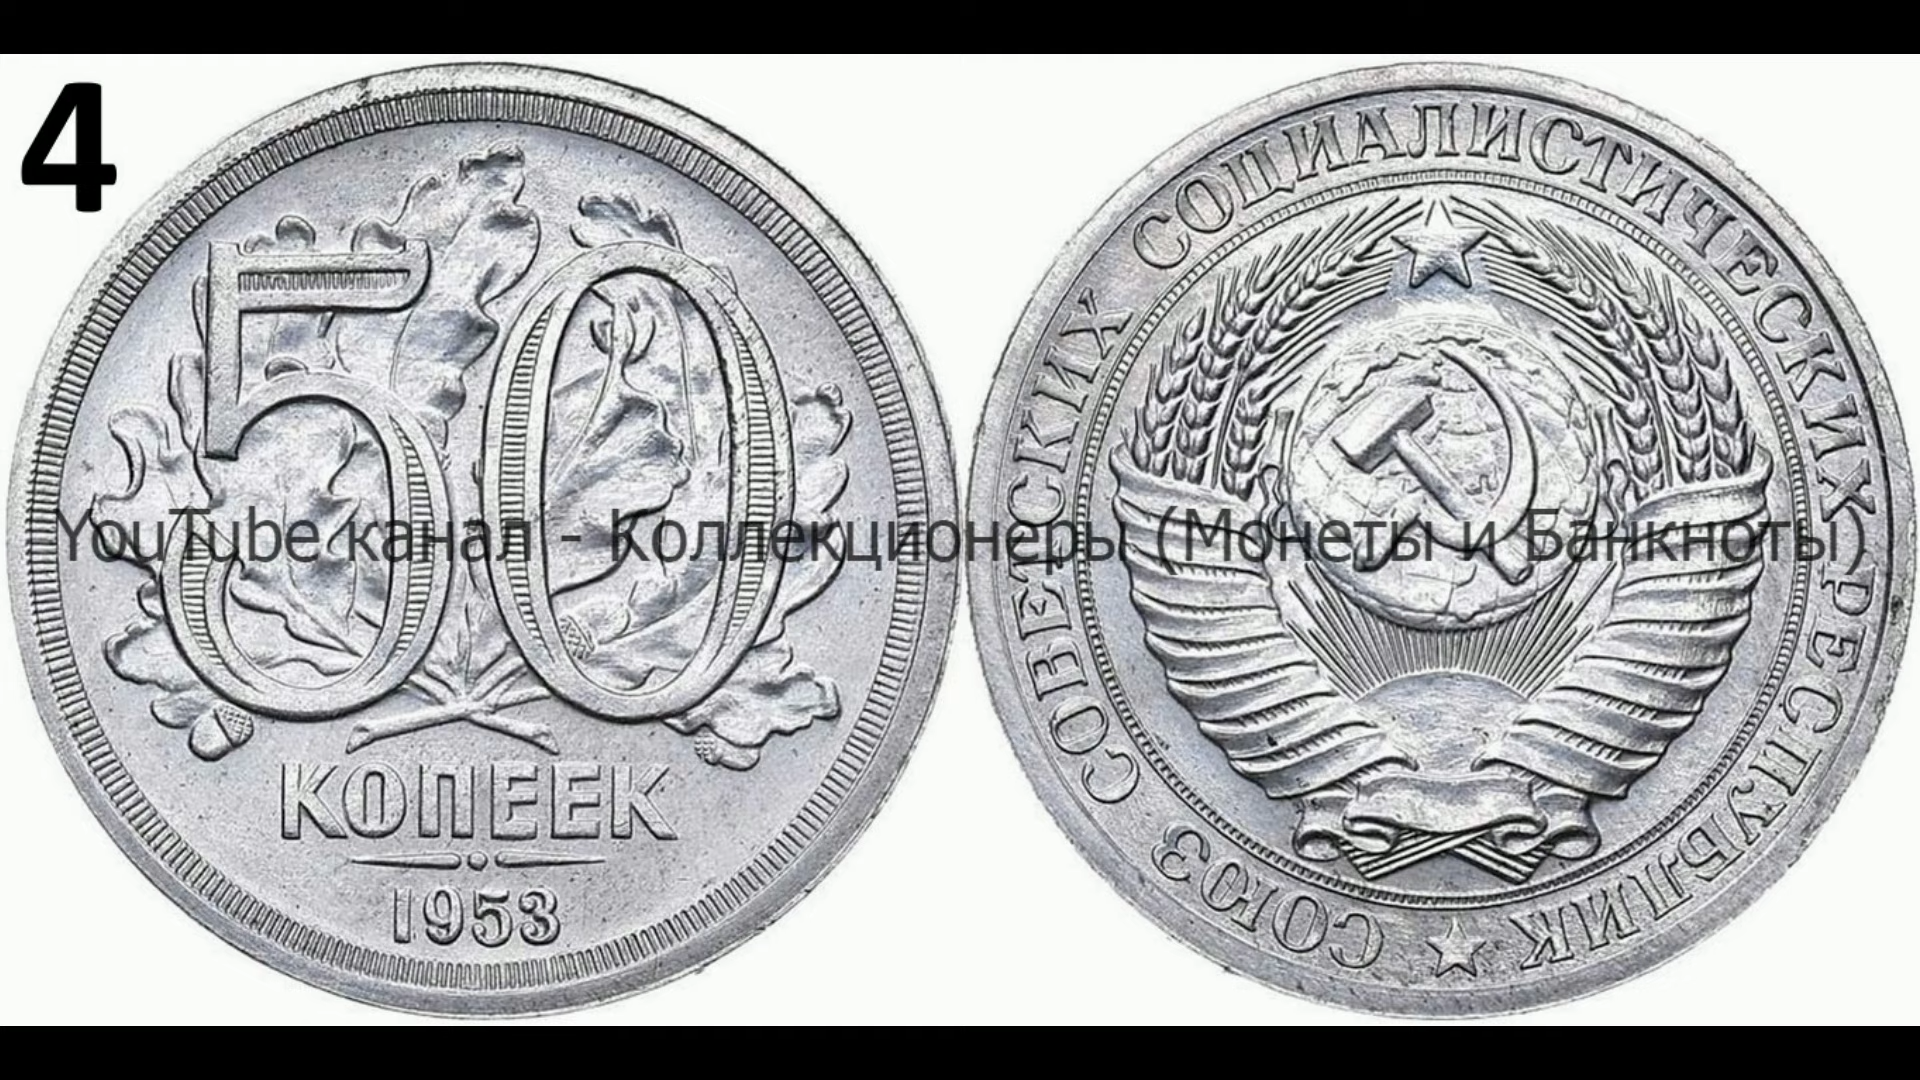 4
50
КОПЕЕК
1953
СОЮЗ СОВЕТСКИХ СОЦИАЛИСТИЧЕСКИХ РЕСПУБЛИК
YouTube канал - Коллекционеры (Монеты и Банкноты)